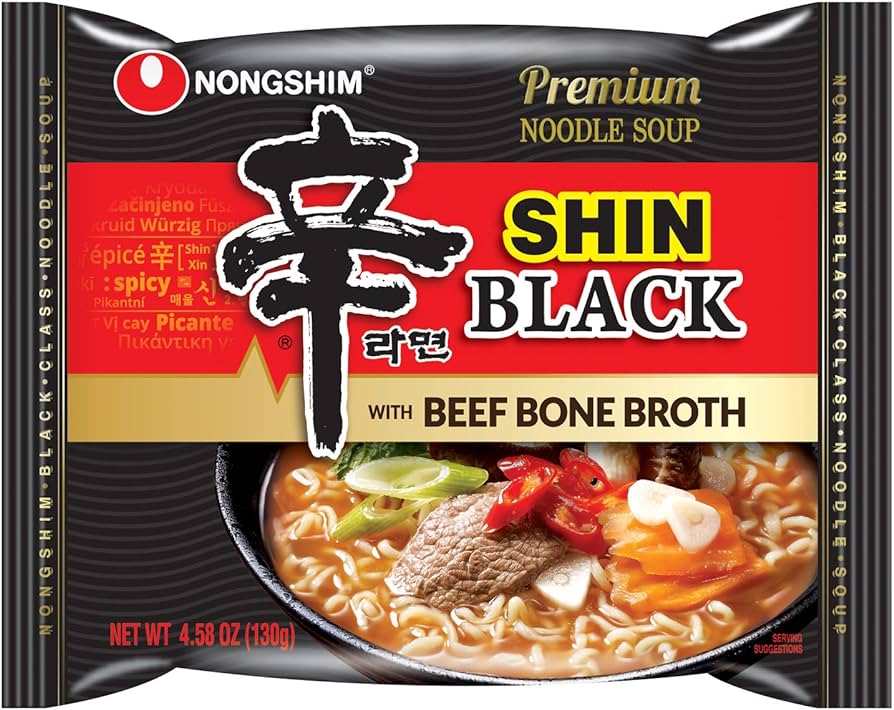 NONGSHIM®
Premium
NOODLE SOUP
začinjeno
kruid Würzig
épicé 辛 [Shin
Xin
: spicy
매울 신
Pikantní
Vị cay Picante
Πικάντικη
辛
®
라면
SHIN
BLACK
WITH BEEF BONE BROTH
NET WT 4.58 OZ (130g)
SERVING
SUGGESTIONS
NONGSHIM•BLACK•CLASS•NOODLE•SOUP
NONGSHIM•BLACK•CLASS•NOODLE•SOUP